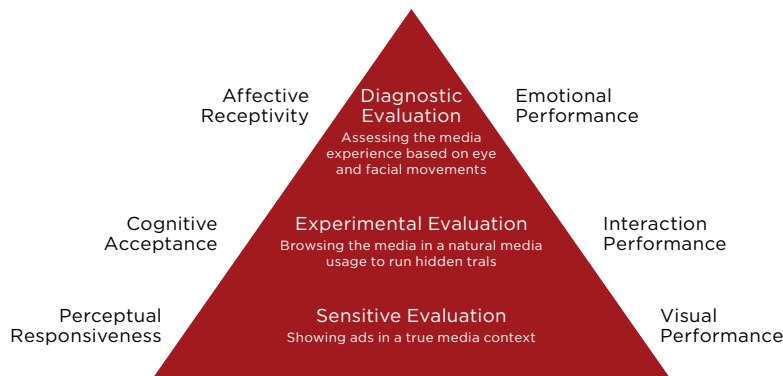 Affective
Receptivity
Diagnostic
Evaluation
Assessing the media
experience based on eye
and facial movements
Emotional
Performance
Cognitive
Acceptance
Experimental Evaluation
Browsing the media in a natural media
usage to run hidden trals
Interaction
Performance
Perceptual
Responsiveness
Sensitive Evaluation
Showing ads in a true media context
Visual
Performance